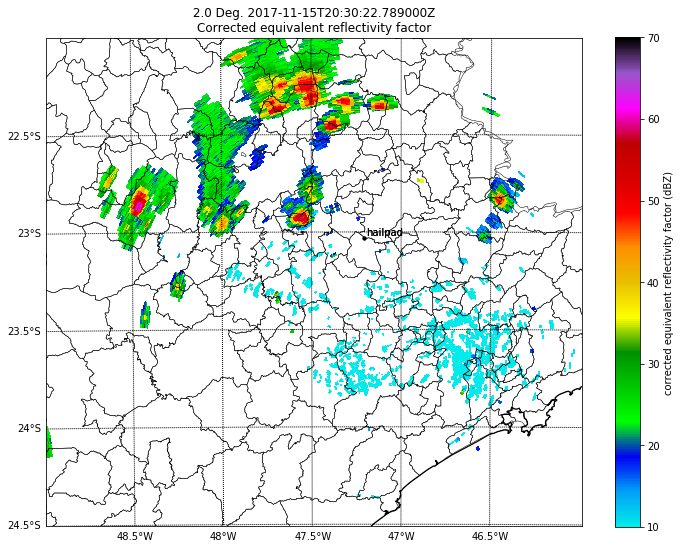 2.0 Deg. 2017-11-15T20:30:22.789000Z
Corrected equivalent reflectivity factor
70
60
50
40
30
20
10
corrected equivalent reflectivity factor (dBZ)
22.5°S
23°S
23.5°S
24°S
24.5°S
hailpad
48.5°W
48°W
47.5°W
47°W
46.5°W